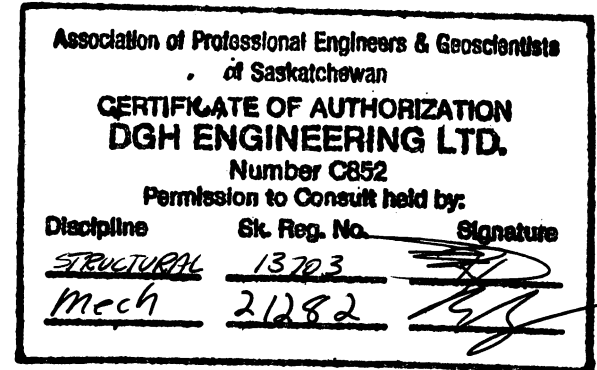 Association of Professional Engineers & Geoscientists
of Saskatchewan
CERTIFICATE OF AUTHORIZATION
DGH ENGINEERING LTD.
Number C852
Permission to Consult held by:
Discipline Sk. Reg. No. Signature
STRUCTURAL 13703
Mech 21282